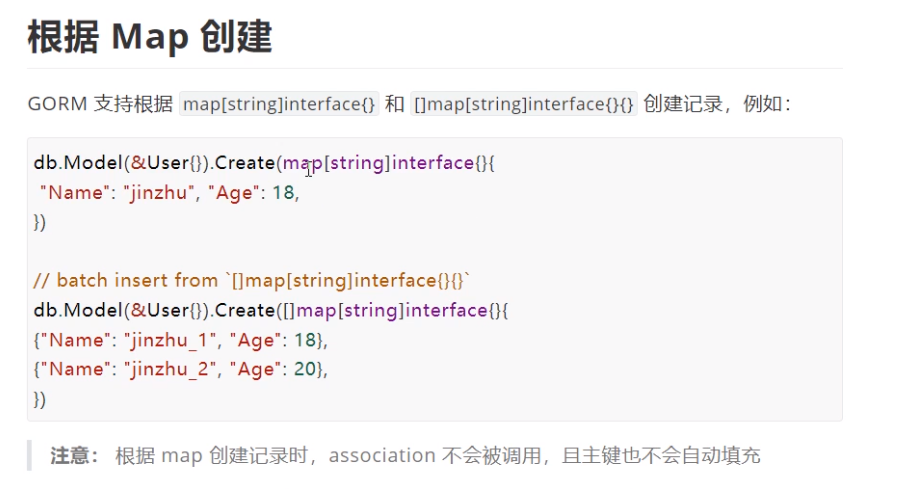 根据 Map 创建
GORM 支持根据 map[string]interface{} 和 []map[string]interface{}{} 创建记录，例如：
db.Model(&User{}).Create(map[string]interface{}{
 "Name": "jinzhu", "Age": 18,
})
// batch insert from `[]map[string]interface{}{}`
db.Model(&User{}).Create([]map[string]interface{}{
{"Name": "jinzhu_1", "Age": 18},
{"Name": "jinzhu_2", "Age": 20},
})
注意： 根据 map 创建记录时，association 不会被调用，且主键也不会自动填充